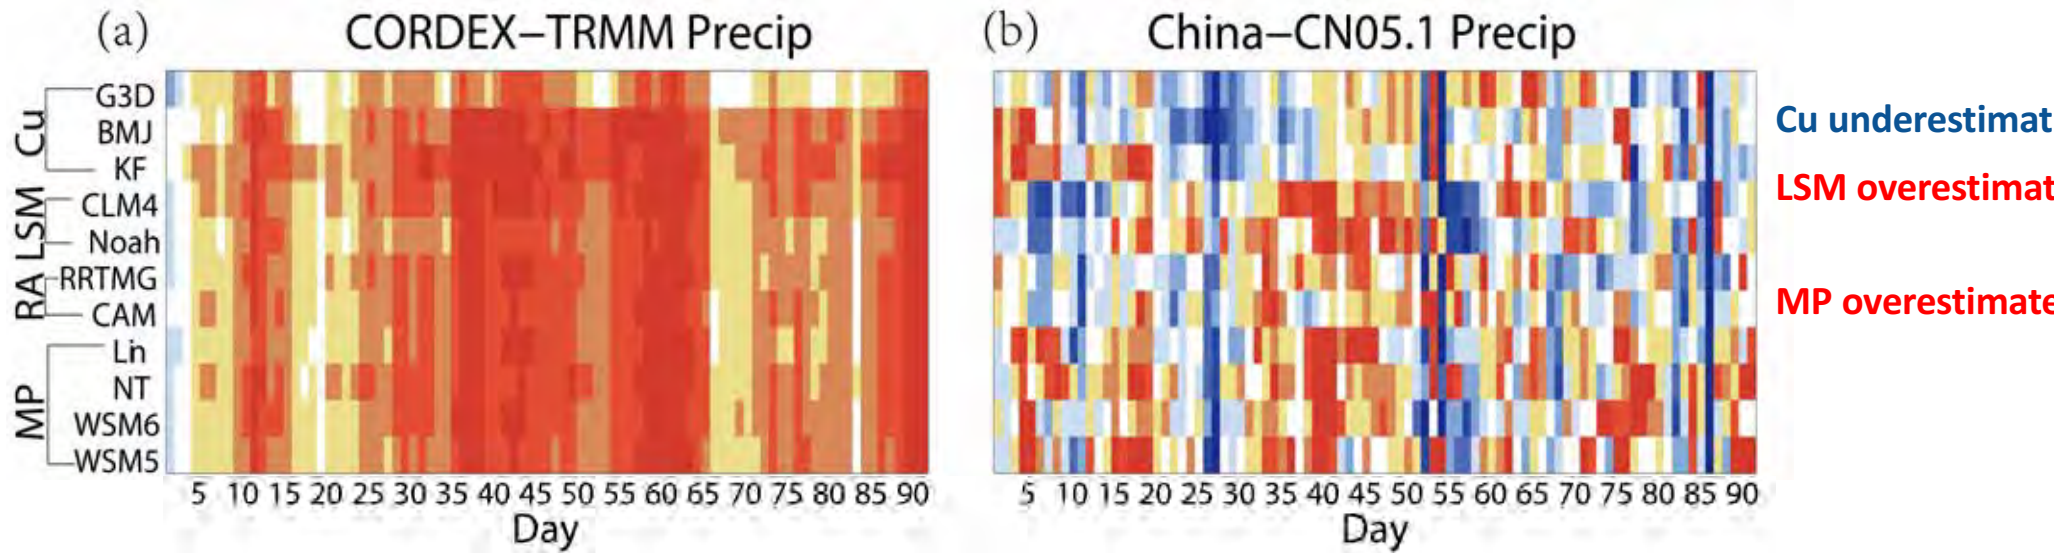 (a) CORDEX–TRMM Precip
Cu
G3D
BMJ
KF
LSM
CLM4
Noah
RA
RRTMG
CAM
MP
Lin
NT
WSM6
WSM5
5 10 15 20 25 30 35 40 45 50 55 60 65 70 75 80 85 90
Day
(b) China–CN05.1 Precip
5 10 15 20 25 30 35 40 45 50 55 60 65 70 75 80 85 90
Day
Cu underestimat
LSM overestimat
MP overestimate